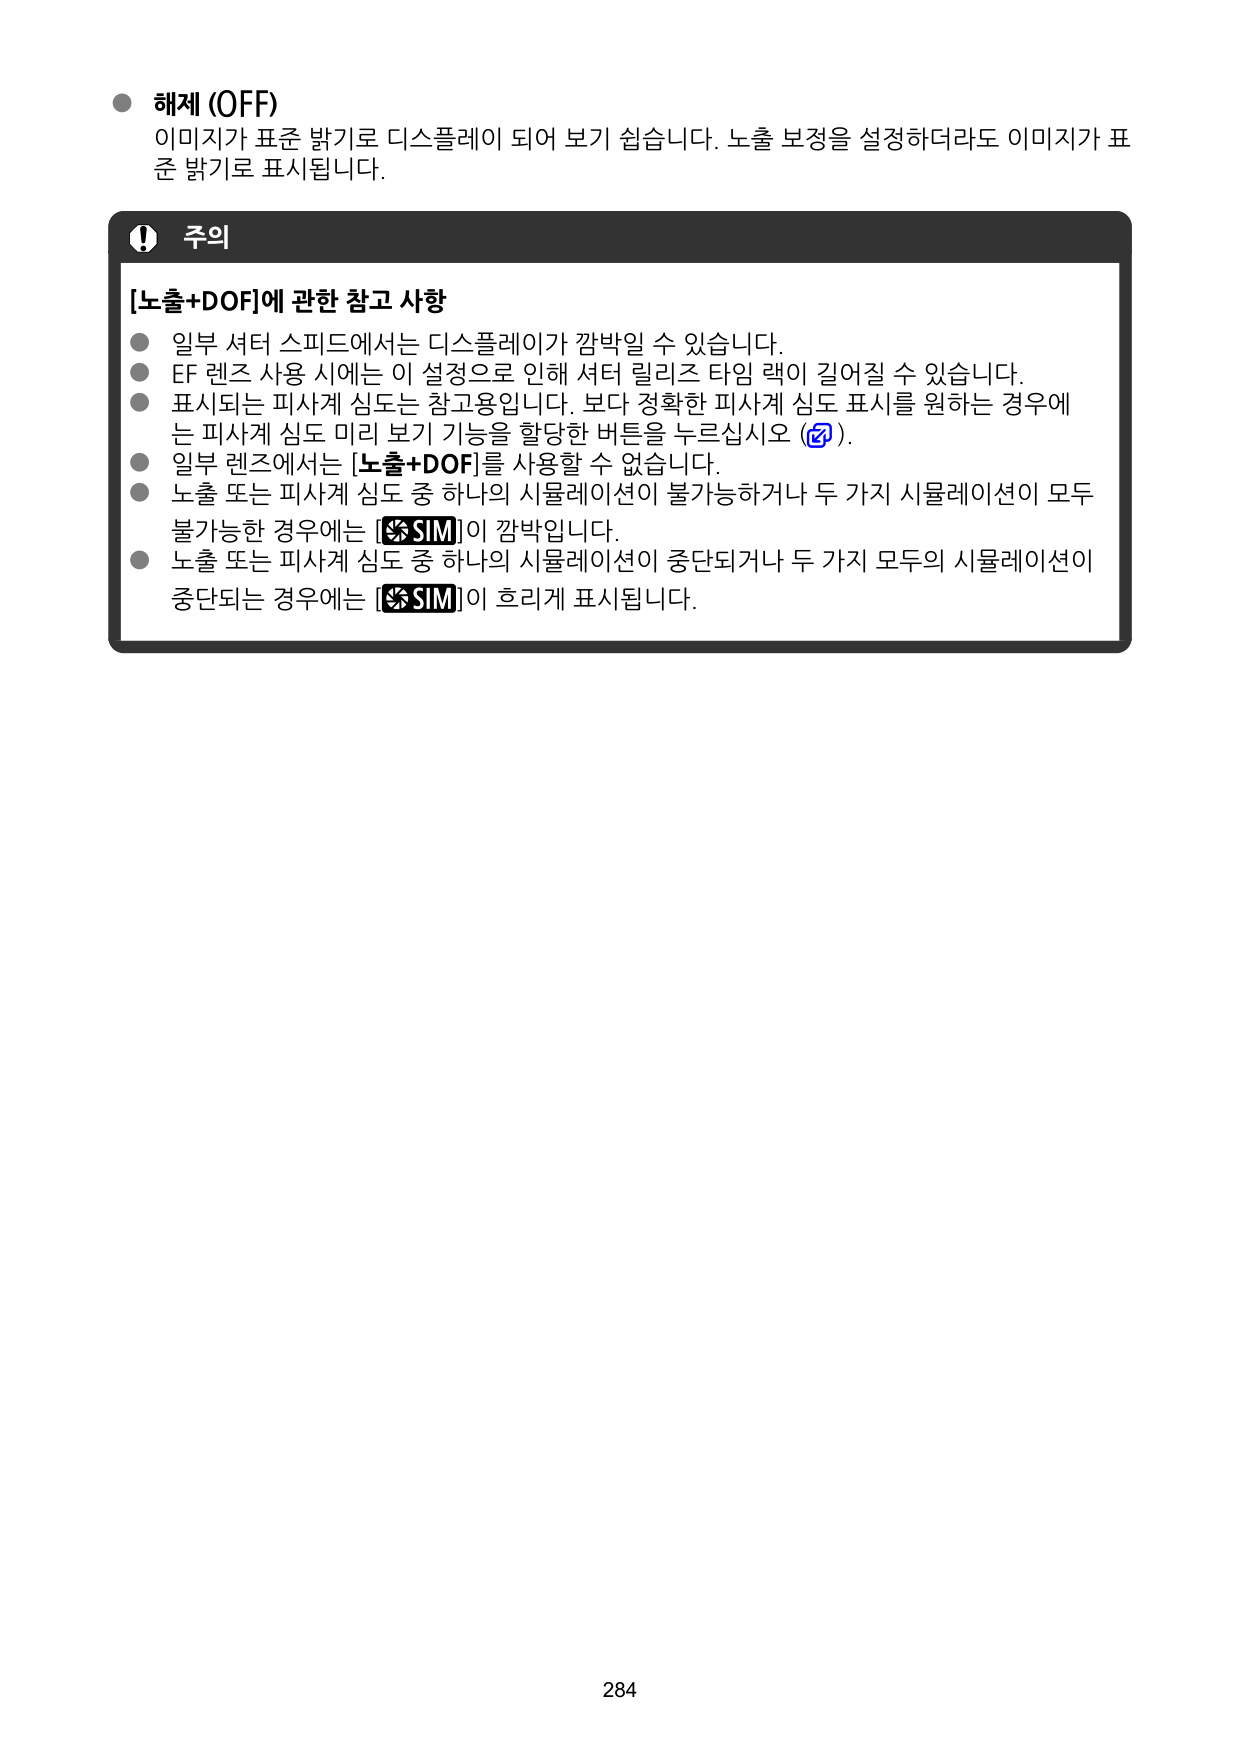 해제 (OFF)
이미지가 표준 밝기로 디스플레이 되어 보기 쉽습니다. 노출 보정을 설정하더라도 이미지가 표
준 밝기로 표시됩니다.
주의
[노출+DOF]에 관한 참고 사항
일부 셔터 스피드에서는 디스플레이가 깜박일 수 있습니다.
EF 렌즈 사용 시에는 이 설정으로 인해 셔터 릴리즈 타임 랙이 길어질 수 있습니다.
표시되는 피사계 심도는 참고용입니다. 보다 정확한 피사계 심도 표시를 원하는 경우에
는 피사계 심도 미리 보기 기능을 할당한 버튼을 누르십시오 ( ).
일부 렌즈에서는 [노출+DOF]를 사용할 수 없습니다.
노출 또는 피사계 심도 중 하나의 시뮬레이션이 불가능하거나 두 가지 시뮬레이션이 모두
불가능한 경우에는 [SIM]이 깜박입니다.
노출 또는 피사계 심도 중 하나의 시뮬레이션이 중단되거나 두 가지 모두의 시뮬레이션이
중단되는 경우에는 [SIM]이 흐리게 표시됩니다.
284